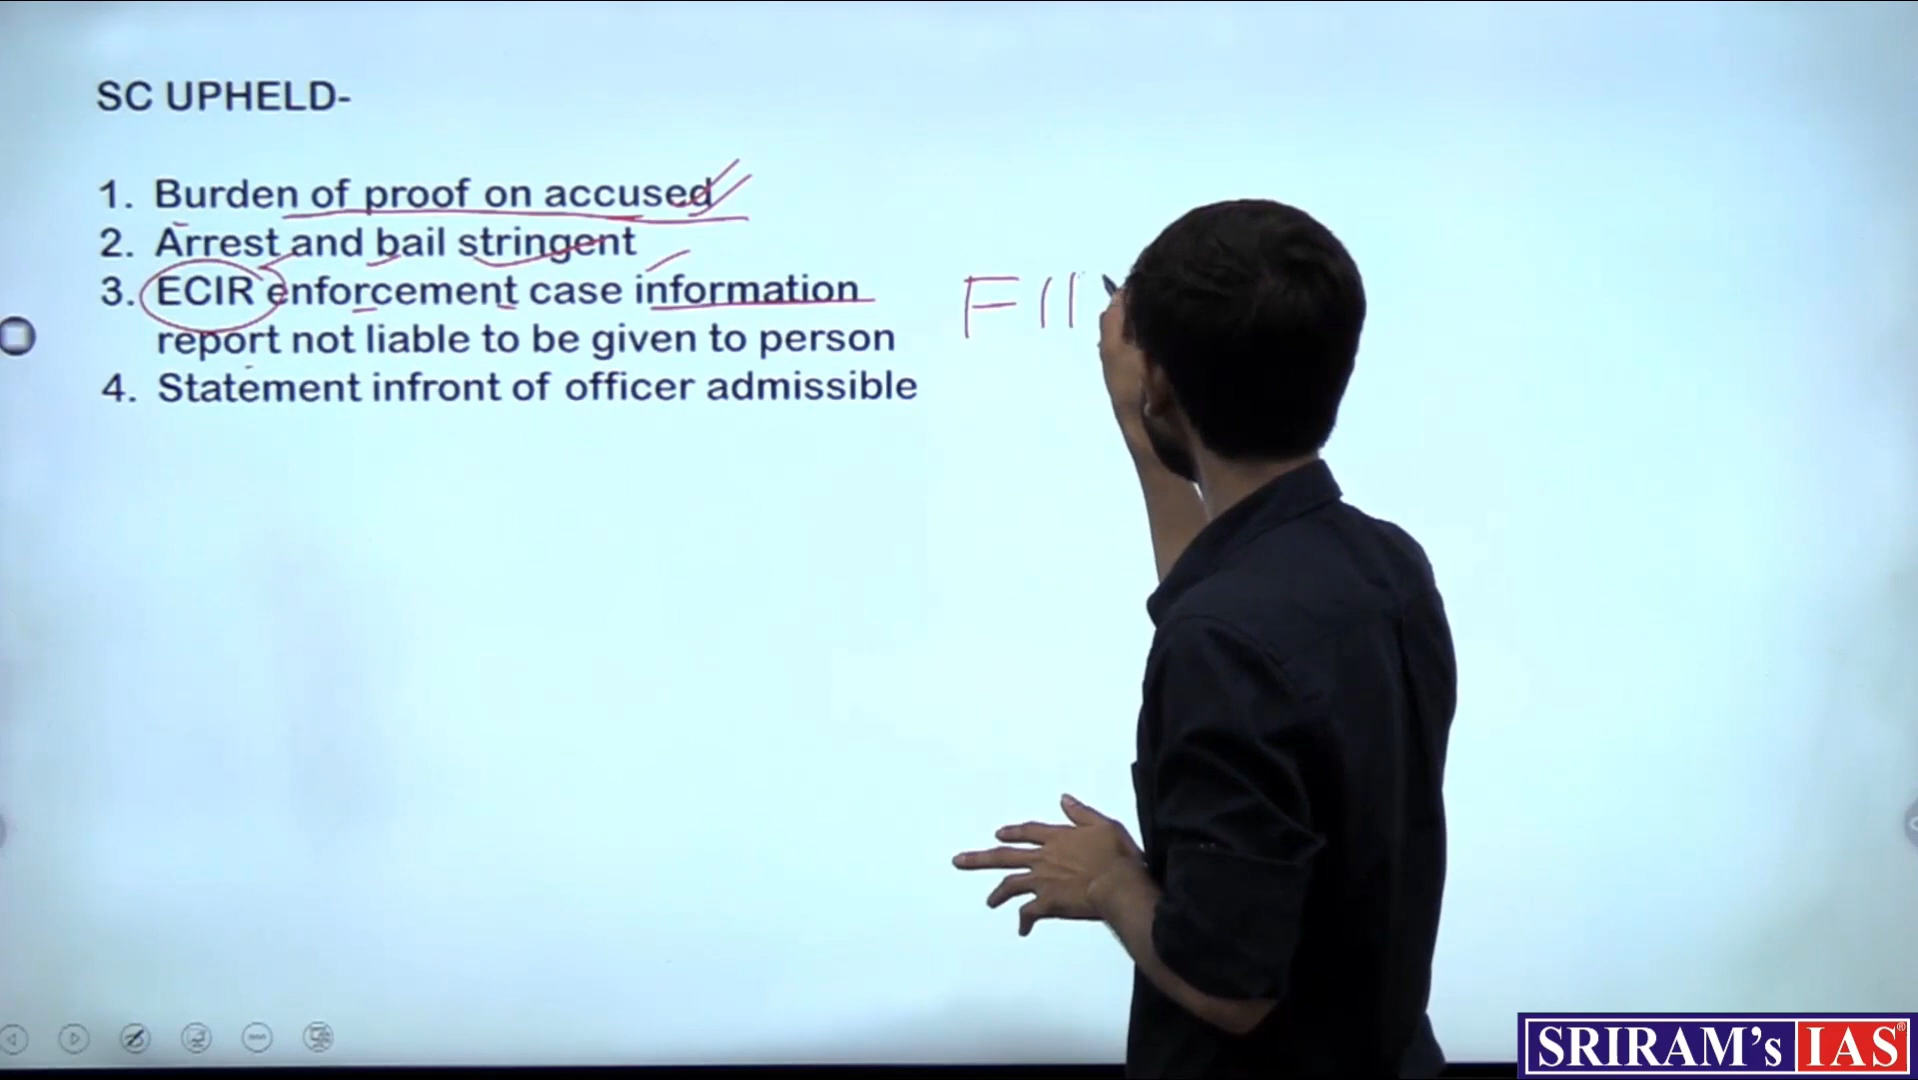 SC UPHELD-
1. Burden of proof on accused
2. Arrest and bail stringent
3. ECIR enforcement case information
report not liable to be given to person
4. Statement infront of officer admissible
SRIRAM's IAS®